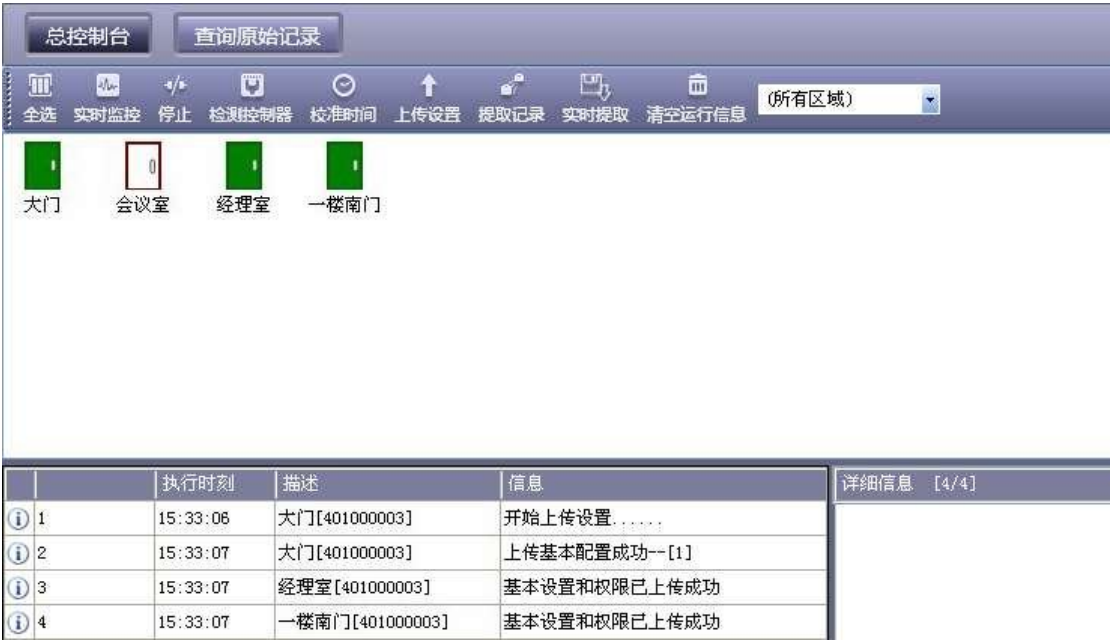 总控制台 查询原始记录
全选 实时监控 停止 检测控制器 校准时间 上传设置 提取记录 实时提取 清空运行信息 (所有区域)
大门 会议室 经理室 一楼南门
执行时刻 描述 信息 详细信息 [4/4]
1 15:33:06 大门[401000003] 开始上传设置......
2 15:33:07 大门[401000003] 上传基本配置成功--[1]
3 15:33:07 经理室[401000003] 基本设置和权限已上传成功
4 15:33:07 一楼南门[401000003] 基本设置和权限已上传成功